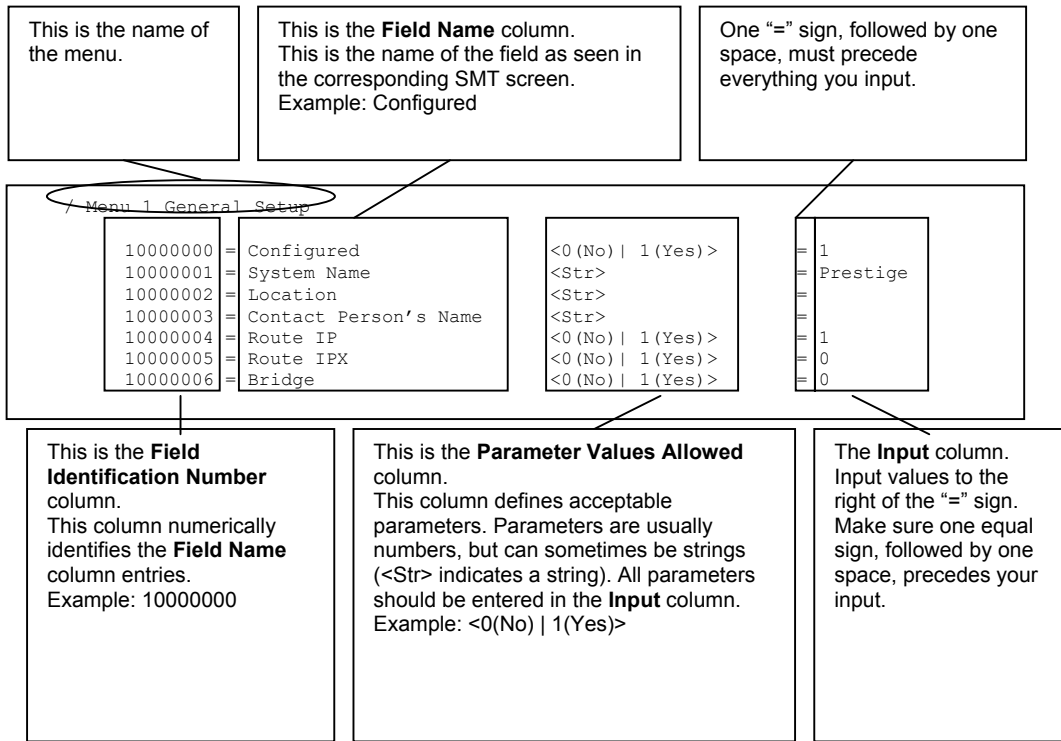 This is the name of
the menu.
This is the Field Name column.
This is the name of the field as seen in
the corresponding SMT screen.
Example: Configured
One “=” sign, followed by one
space, must precede
everything you input.
/ Menu 1 General Setup
10000000 = Configured <0(No)| 1(Yes)> = 1
10000001 = System Name <Str> = Prestige
10000002 = Location <Str> =
10000003 = Contact Person’s Name <Str> =
10000004 = Route IP <0(No)| 1(Yes)> = 1
10000005 = Route IPX <0(No)| 1(Yes)> = 0
10000006 = Bridge <0(No)| 1(Yes)> = 0
This is the Field
Identification Number
column.
This column numerically
identifies the Field Name
column entries.
Example: 10000000
This is the Parameter Values Allowed
column.
This column defines acceptable
parameters. Parameters are usually
numbers, but can sometimes be strings
(<Str> indicates a string). All parameters
should be entered in the Input column.
Example: <0(No) | 1(Yes)>
The Input column.
Input values to the
right of the “=” sign.
Make sure one equal
sign, followed by one
space, precedes your
input.